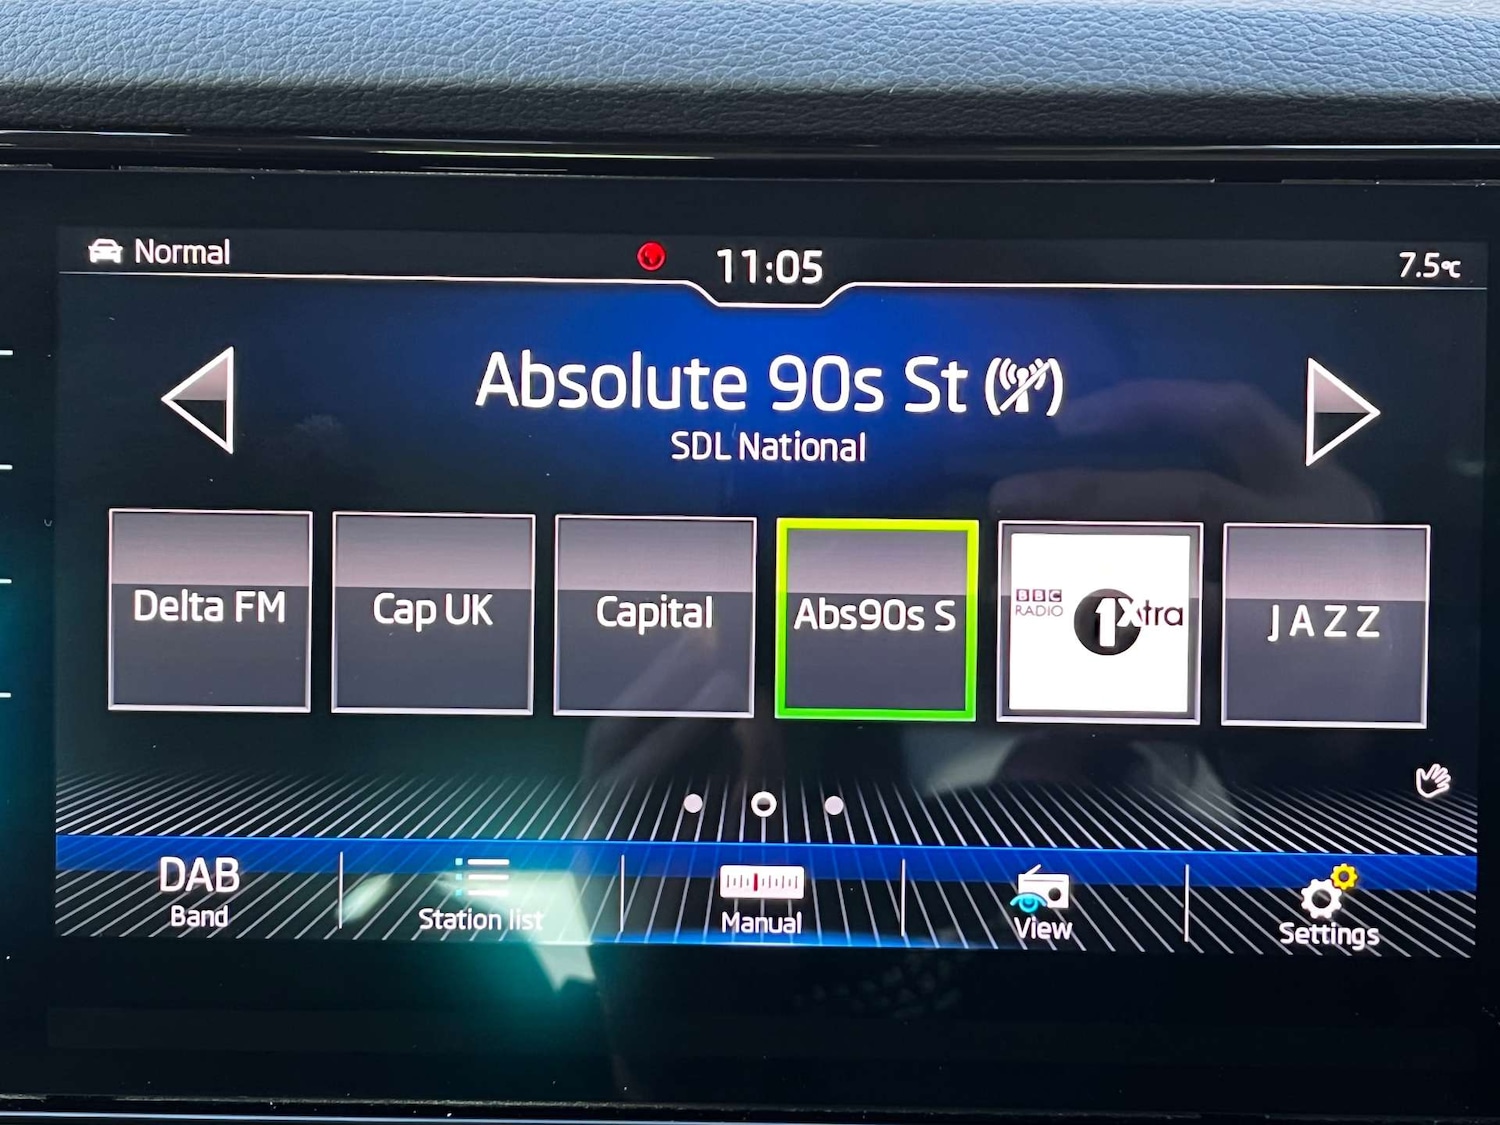 Normal
11:05
7.5°C
Absolute 90s St
SDL National
Delta FM
Cap UK
Capital
Abs90s S
BBC
RADIO
1Xtra
JAZZ
DAB
Band
Station list
Manual
View
Settings